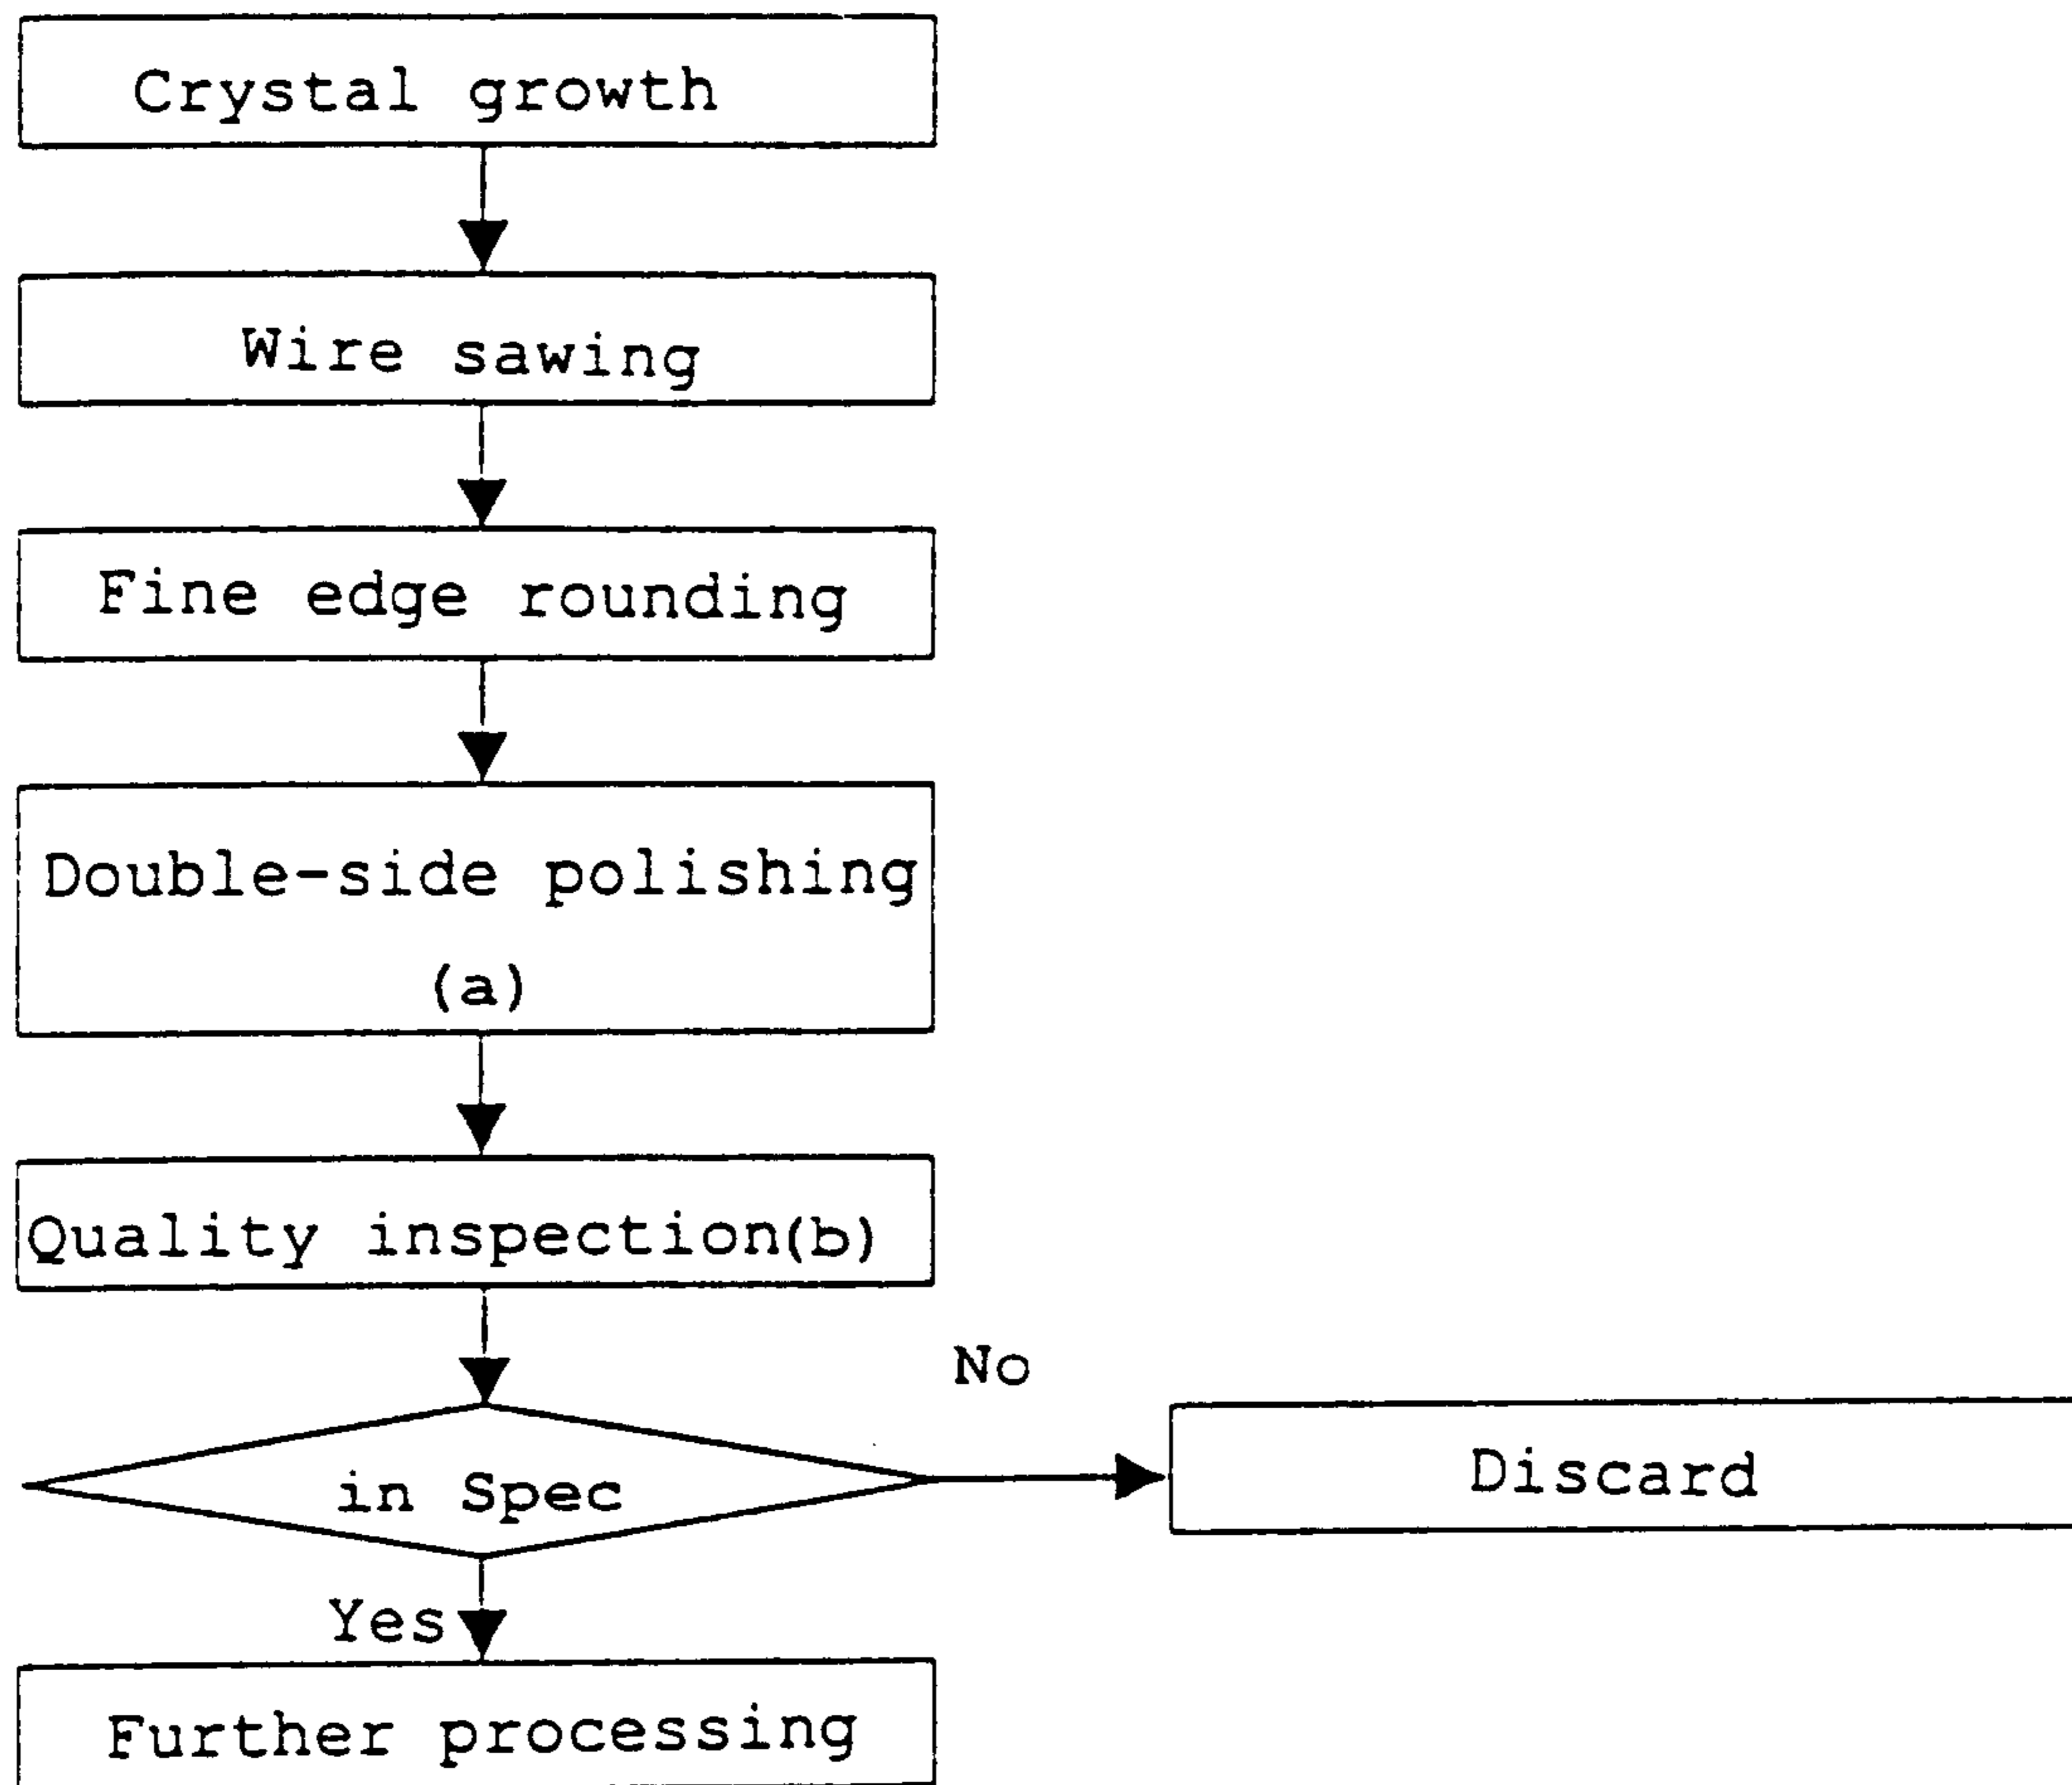 Crystal growth
Wire sawing
Fine edge rounding
Double-side polishing
(a)
Quality inspection(b)
No
in Spec
Discard
Yes
Further processing